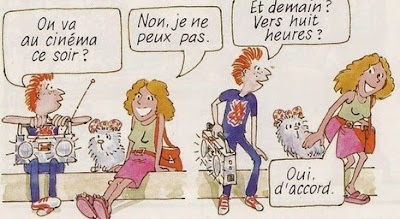 On va
au cinéma
ce soir ?
Non, je ne
peux pas.
Et demain ?
Vers huit
heures ?
Oui,
d'accord.